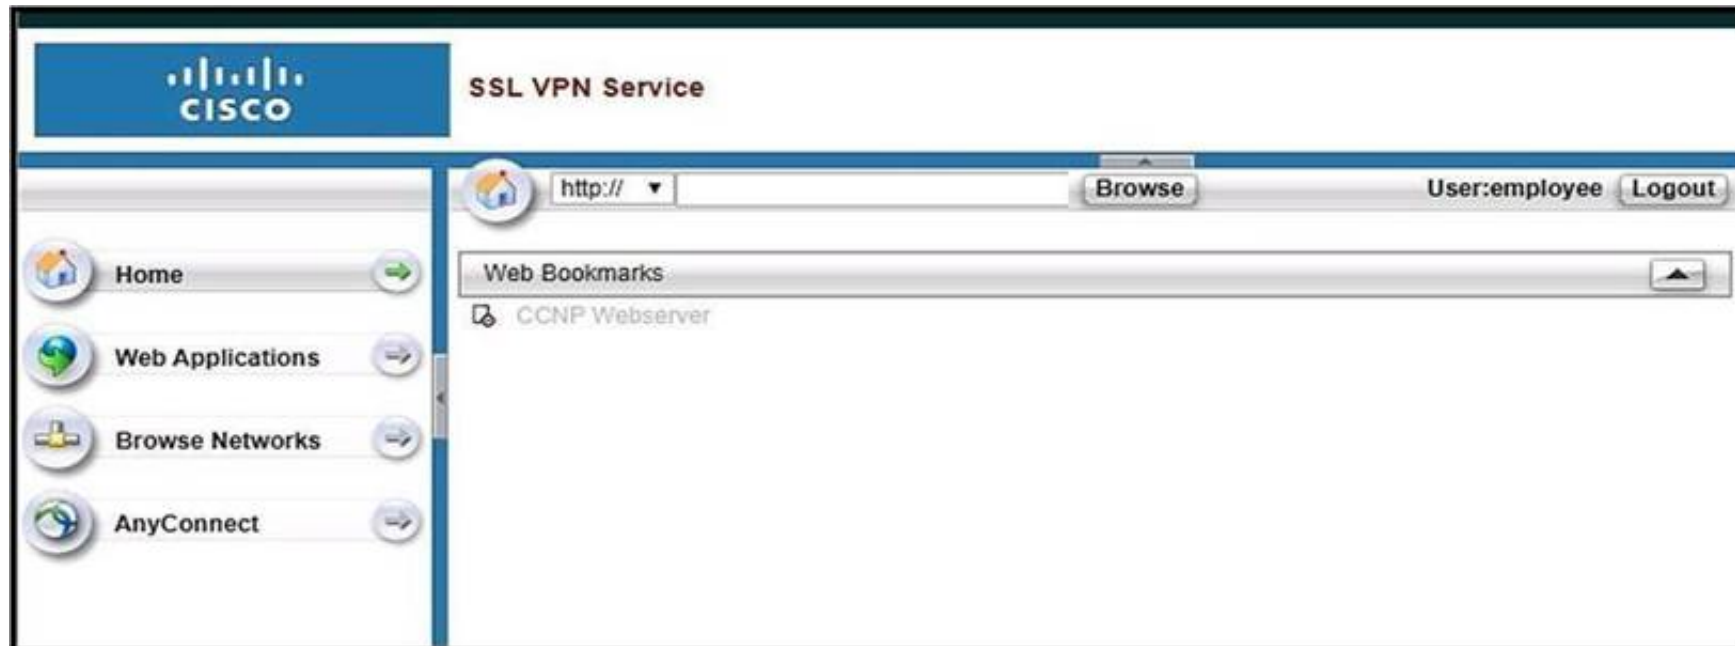 CISCO
SSL VPN Service
http://
Browse
User:employee
Logout
Home
Web Applications
Browse Networks
AnyConnect
Web Bookmarks
CCNP Webserver